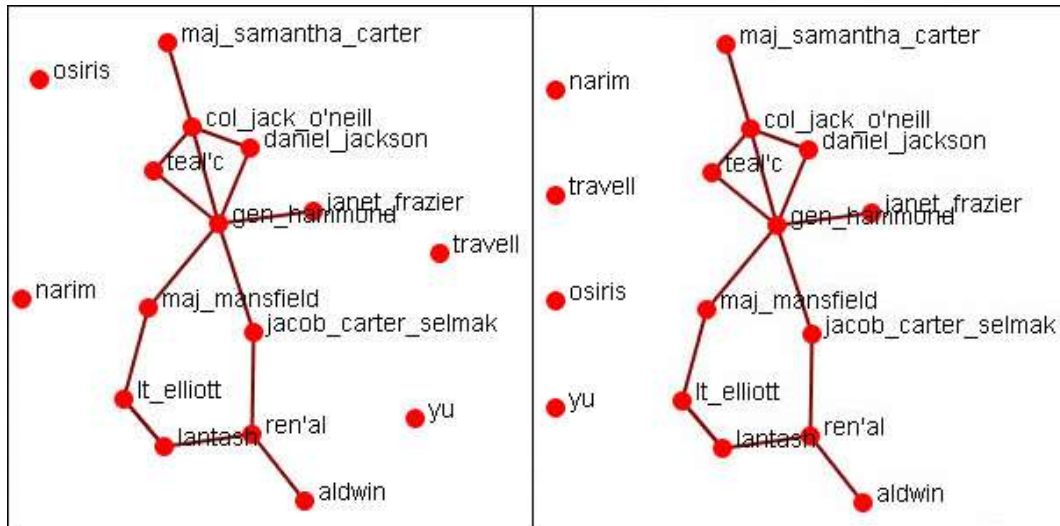 maj_samantha_carter
osiris
col_jack_o'neill
daniel_jackson
teal'c
janet_frazier
gen_hammond
travell
narim
maj_mansfield
jacob_carter_selmak
lt_elliott
yu
ren'al
lantash
aldwin
maj_samantha_carter
narim
col_jack_o'neill
daniel_jackson
teal'c
travell
janet_frazier
gen_hammond
osiris
maj_mansfield
jacob_carter_selmak
lt_elliott
yu
ren'al
lantash
aldwin